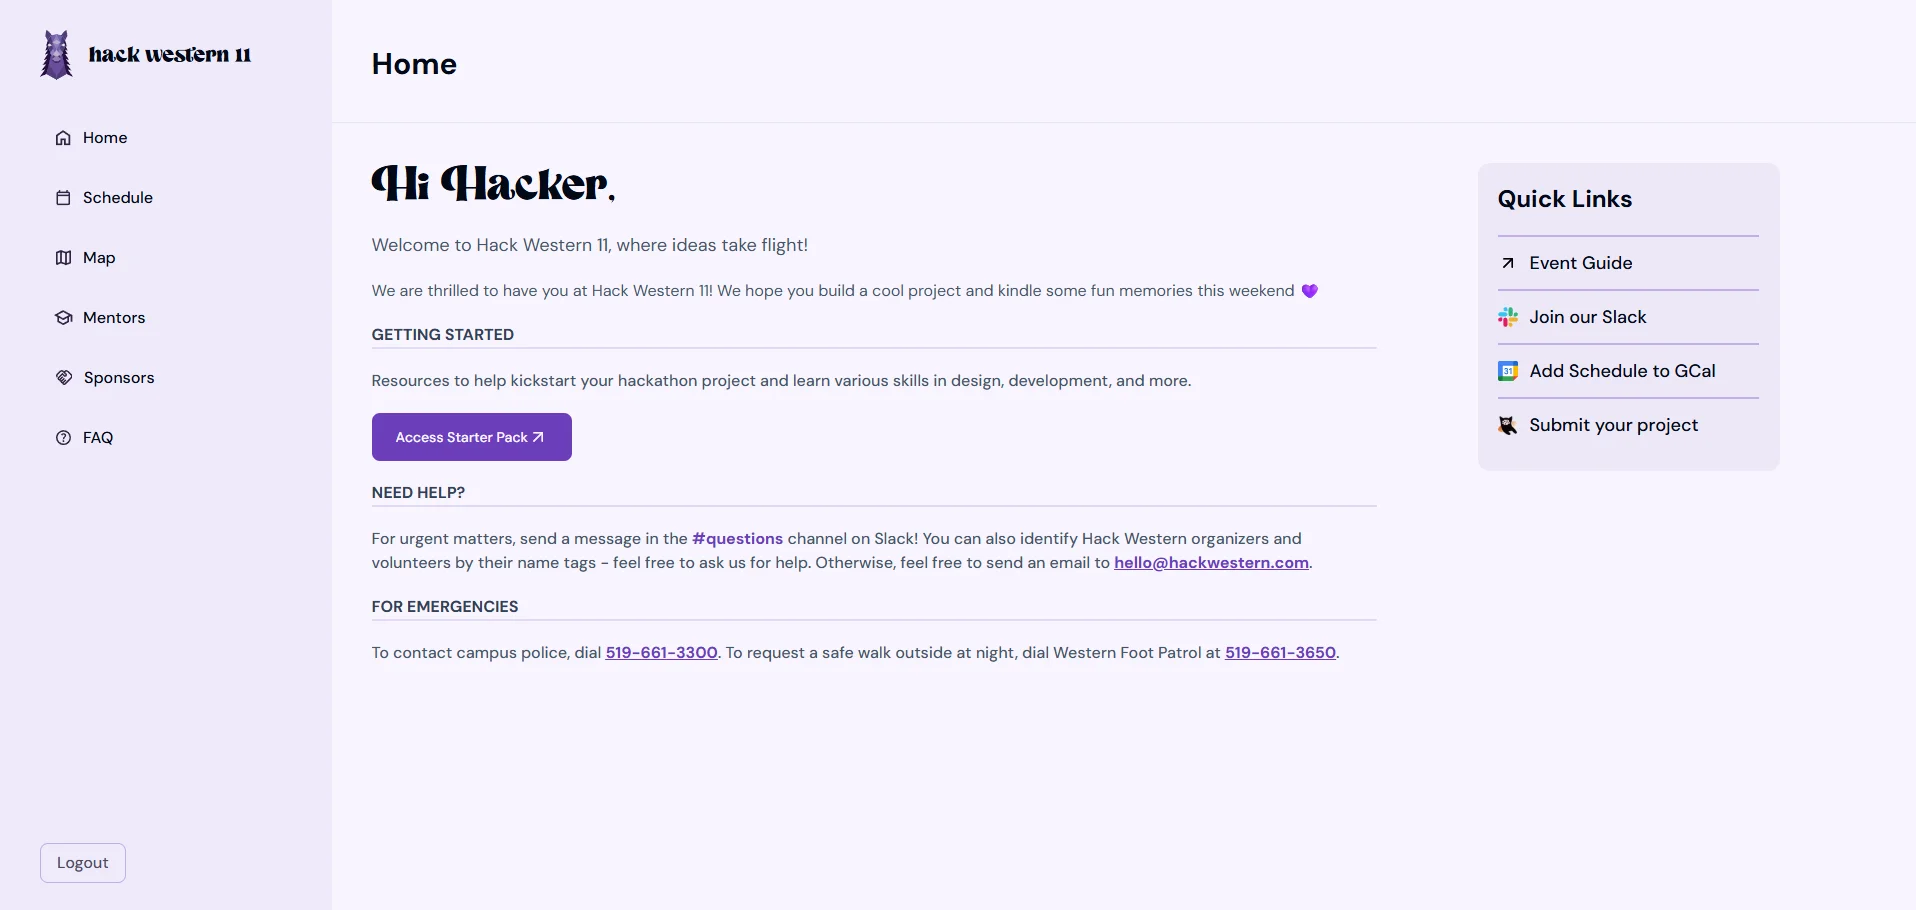 hack western 11
Home
Schedule
Map
Mentors
Sponsors
FAQ
Logout
Home
Hi Hacker,
Welcome to Hack Western 11, where ideas take flight!
We are thrilled to have you at Hack Western 11! We hope you build a cool project and kindle some fun memories this weekend 💜
GETTING STARTED
Resources to help kickstart your hackathon project and learn various skills in design, development, and more.
Access Starter Pack
NEED HELP?
For urgent matters, send a message in the #questions channel on Slack! You can also identify Hack Western organizers and
volunteers by their name tags - feel free to ask us for help. Otherwise, feel free to send an email to hello@hackwestern.com.
FOR EMERGENCIES
To contact campus police, dial 519-661-3300. To request a safe walk outside at night, dial Western Foot Patrol at 519-661-3650.
Quick Links
Event Guide
Join our Slack
31
Add Schedule to GCal
Submit your project